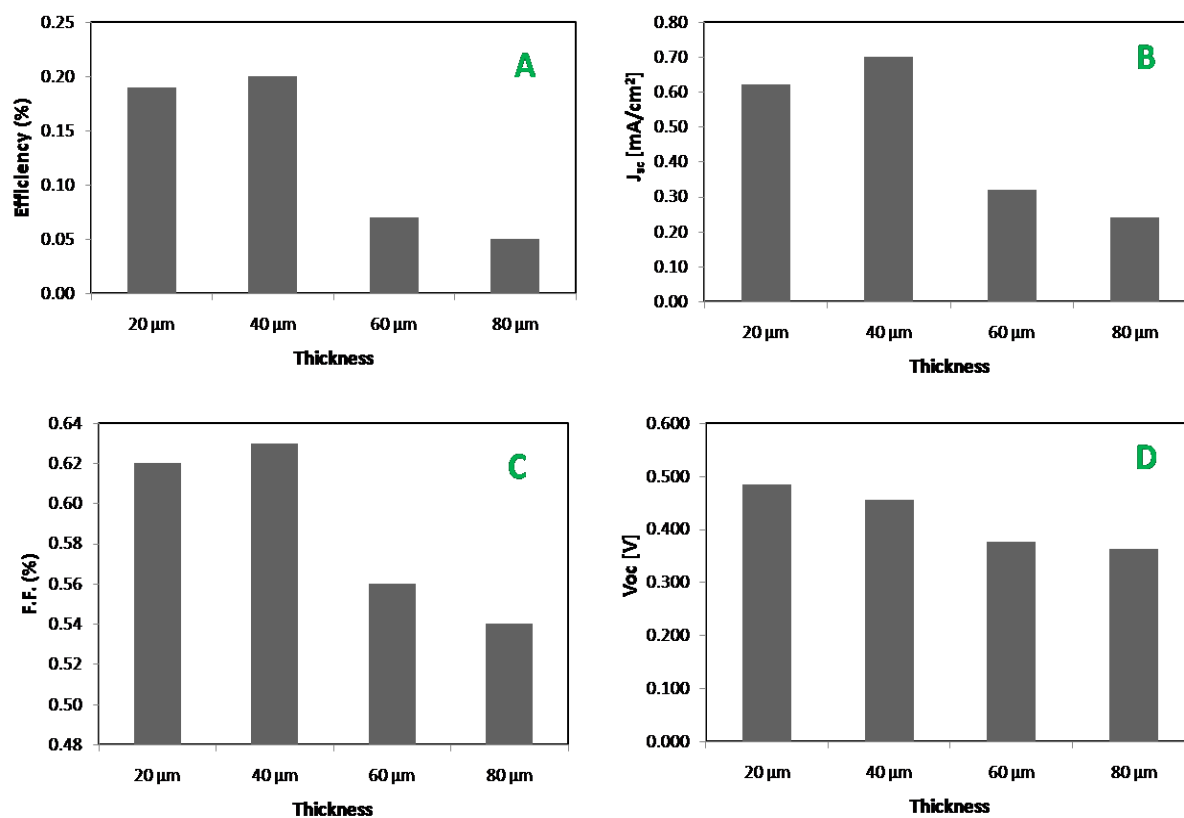 A
Efficiency (%)
0.25
0.20
0.15
0.10
0.05
0.00
20 µm 40 µm 60 µm 80 µm
Thickness
B
Jsc [mA/cm²]
0.80
0.70
0.60
0.50
0.40
0.30
0.20
0.10
0.00
20 µm 40 µm 60 µm 80 µm
Thickness
C
F.F. (%)
0.64
0.62
0.60
0.58
0.56
0.54
0.52
0.50
0.48
20 µm 40 µm 60 µm 80 µm
Thickness
D
Voc [V]
0.600
0.500
0.400
0.300
0.200
0.100
0.000
20 µm 40 µm 60 µm 80 µm
Thickness